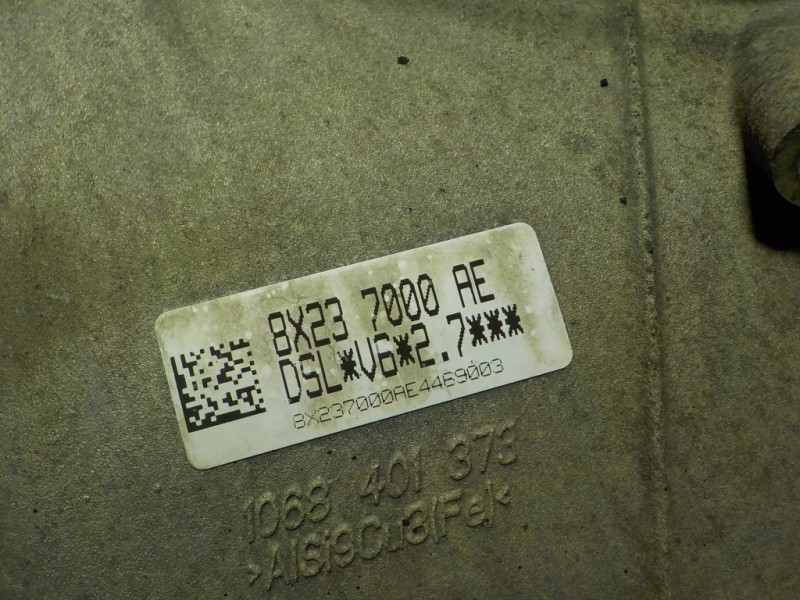 8X23 7000 AE
DSL*V6*2.7***
8X237000AE4469003
1068 401 373
>AlSi9Cu3(Fe)<